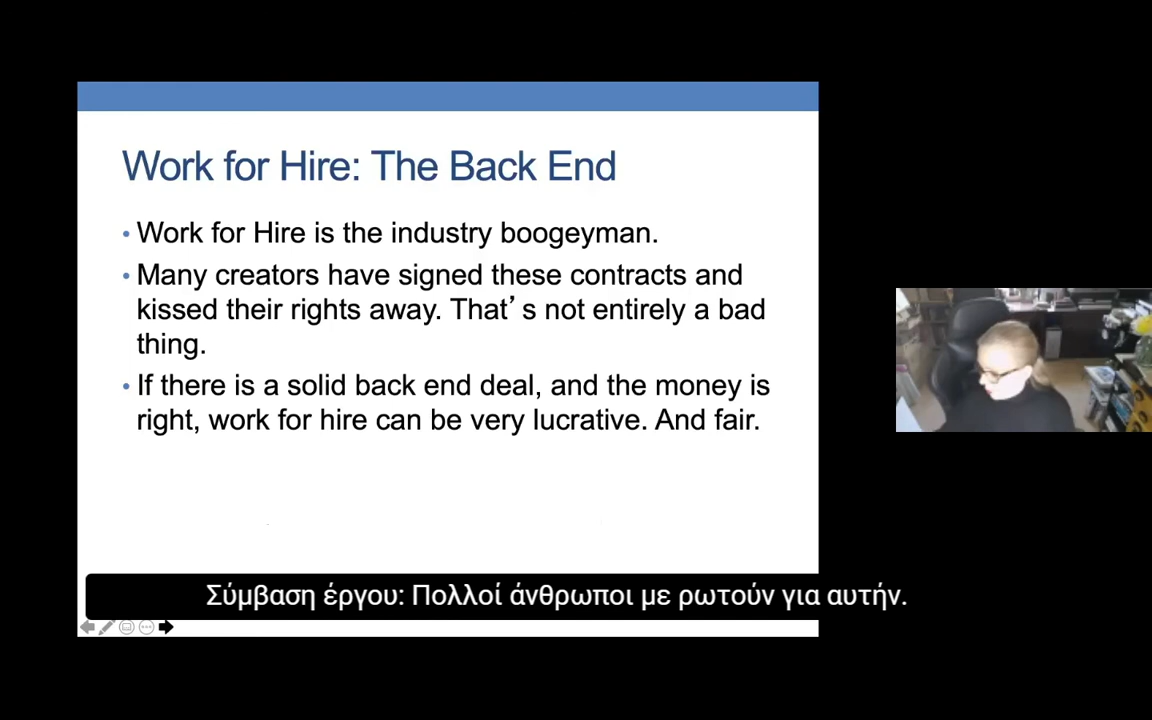 Work for Hire: The Back End
• Work for Hire is the industry boogeyman.
• Many creators have signed these contracts and
kissed their rights away. That’s not entirely a bad
thing.
• If there is a solid back end deal, and the money is
right, work for hire can be very lucrative. And fair.
Σύμβαση έργου: Πολλοί άνθρωποι με ρωτούν για αυτήν.